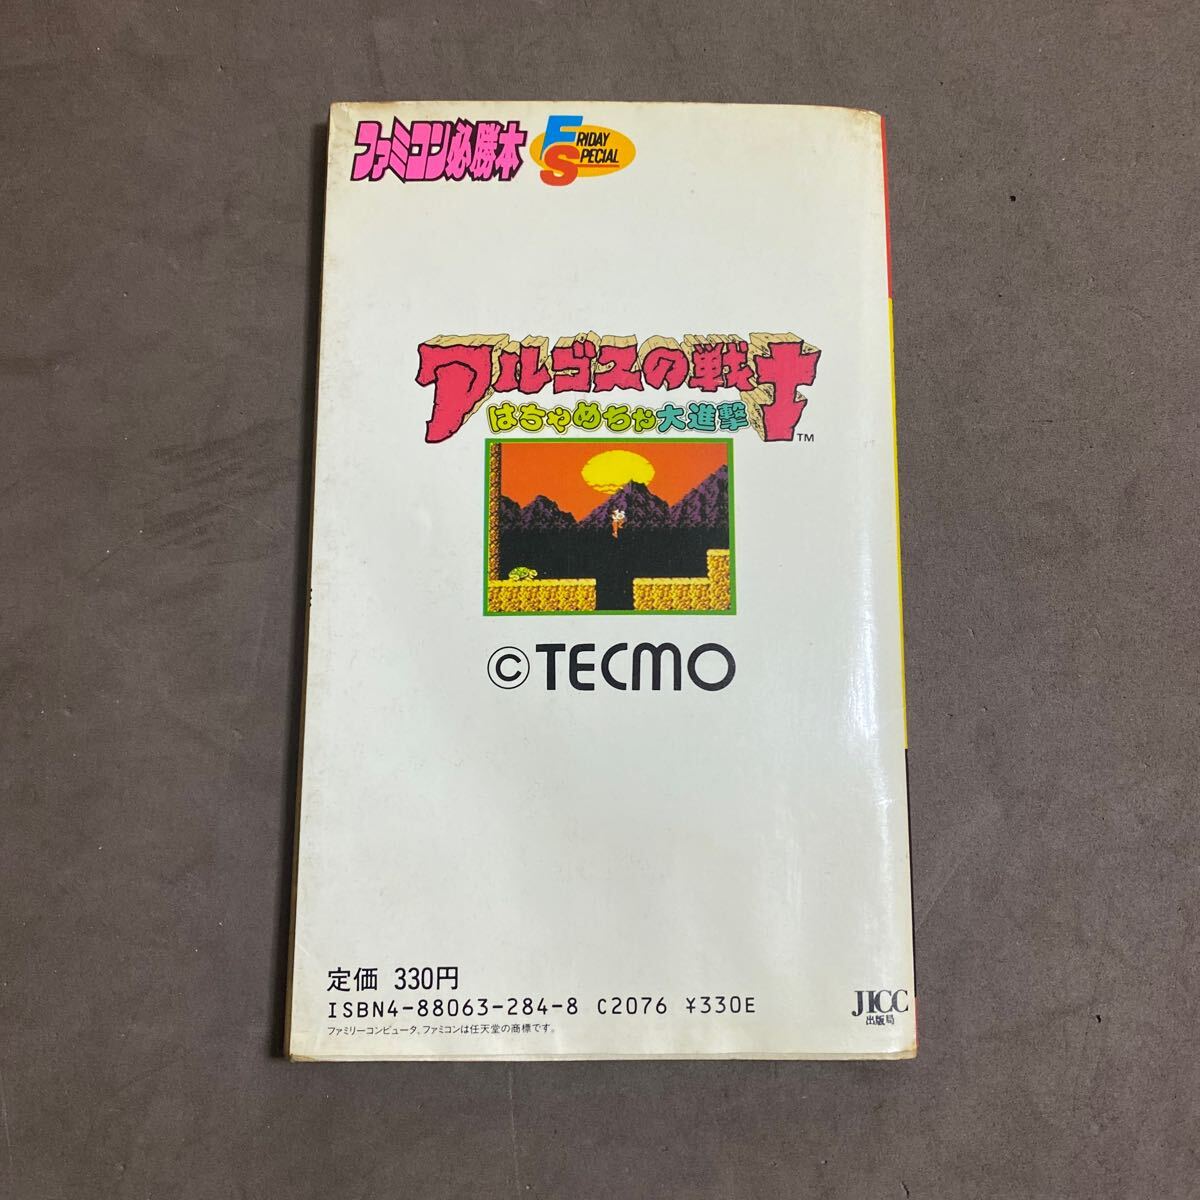 ファミコン必勝本
FRIDAY
SPECIAL
アルゴスの戦士
はちゃめちゃ大進撃
TM
©TECMO
定価 330円
ISBN4-88063-284-8 C2076 ¥330E
ファミリーコンピュータ、ファミコンは任天堂の商標です。
JICC
出版局